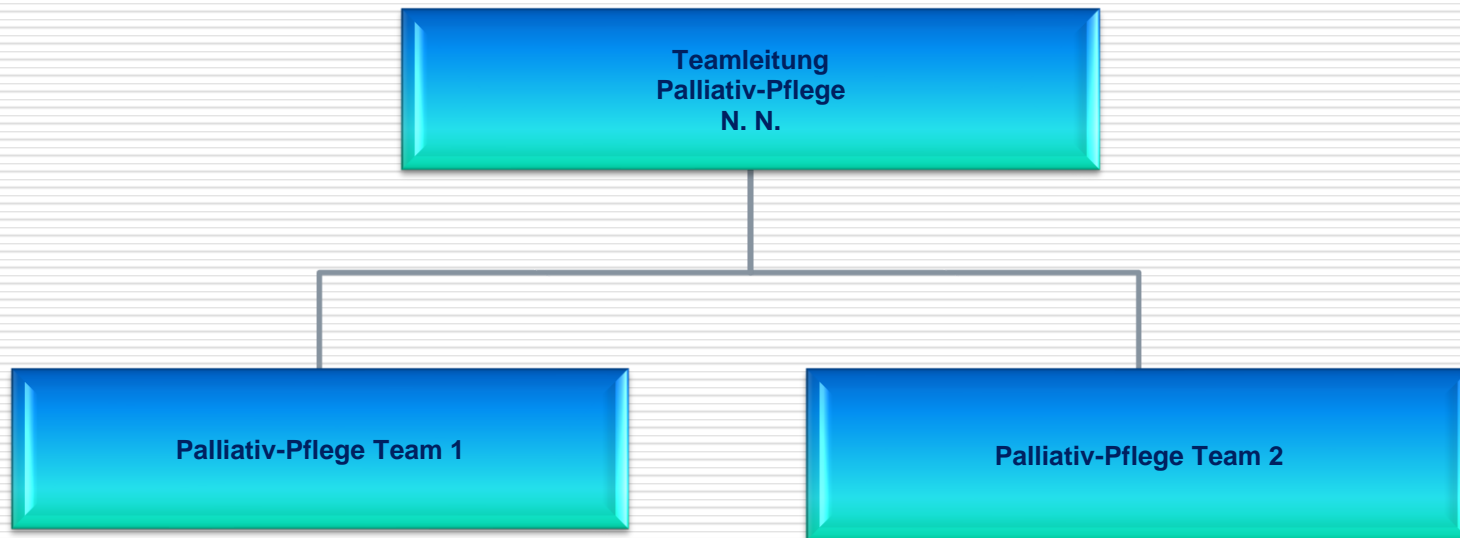 Teamleitung
Palliativ-Pflege
N. N.
Palliativ-Pflege Team 1
Palliativ-Pflege Team 2